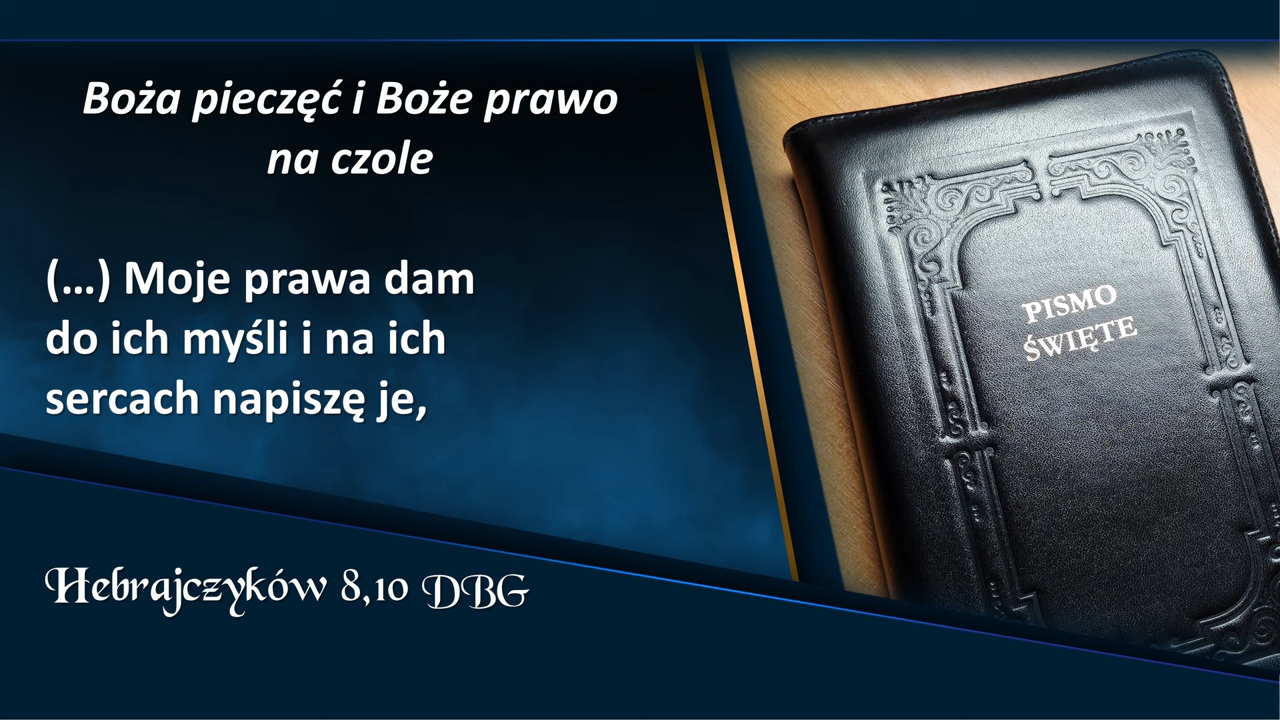 Boża pieczęć i Boże prawo
na czole
(...) Moje prawa dam
do ich myśli i na ich
sercach napiszę je,
Hebrajczyków 8,10 DBG
PISMO
ŚWIĘTE